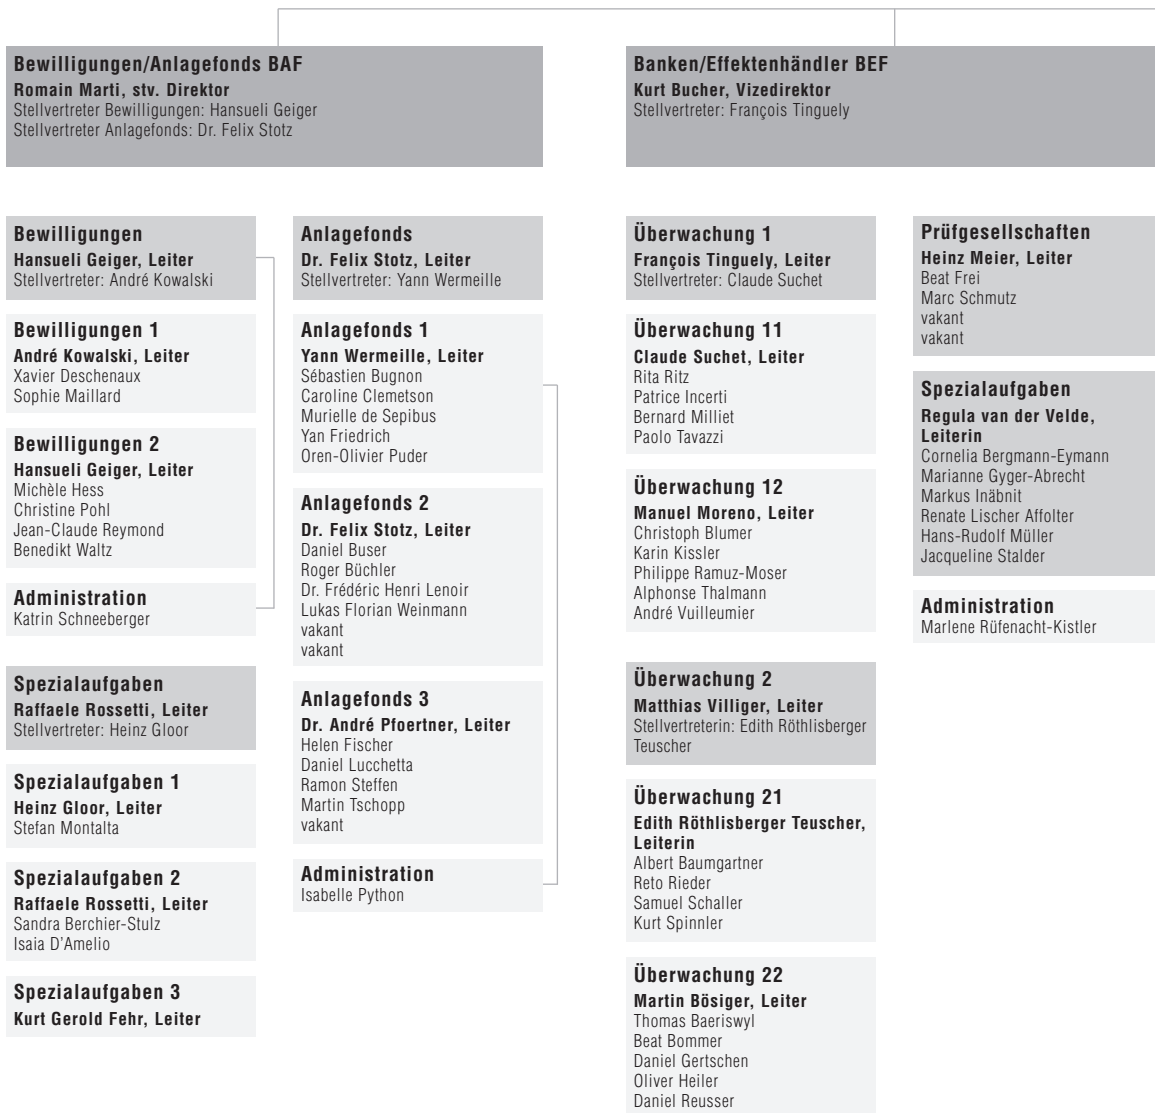 Bewilligungen/Anlagefonds BAF
Romain Marti, stv. Direktor
Stellvertreter Bewilligungen: Hansueli Geiger
Stellvertreter Anlagefonds: Dr. Felix Stotz
Bewilligungen
Hansueli Geiger, Leiter
Stellvertreter: André Kowalski
Bewilligungen 1
André Kowalski, Leiter
Xavier Deschenaux
Sophie Maillard
Bewilligungen 2
Hansueli Geiger, Leiter
Michèle Hess
Christine Pohl
Jean-Claude Reymond
Benedikt Waltz
Administration
Katrin Schneeberger
Spezialaufgaben
Raffaele Rossetti, Leiter
Stellvertreter: Heinz Gloor
Spezialaufgaben 1
Heinz Gloor, Leiter
Stefan Montalta
Spezialaufgaben 2
Raffaele Rossetti, Leiter
Sandra Berchier-Stulz
Isaia D'Amelio
Spezialaufgaben 3
Kurt Gerold Fehr, Leiter
Anlagefonds
Dr. Felix Stotz, Leiter
Stellvertreter: Yann Wermeille
Anlagefonds 1
Yann Wermeille, Leiter
Sébastien Bugnon
Caroline Clemetson
Murielle de Sepibus
Yan Friedrich
Oren-Olivier Puder
Anlagefonds 2
Dr. Felix Stotz, Leiter
Daniel Buser
Roger Büchler
Dr. Frédéric Henri Lenoir
Lukas Florian Weinmann
vakant
vakant
Anlagefonds 3
Dr. André Pfoertner, Leiter
Helen Fischer
Daniel Lucchetta
Ramon Steffen
Martin Tschopp
vakant
Administration
Isabelle Python
Banken/Effektenhändler BEF
Kurt Bucher, Vizedirektor
Stellvertreter: François Tinguely
Überwachung 1
François Tinguely, Leiter
Stellvertreter: Claude Suchet
Überwachung 11
Claude Suchet, Leiter
Rita Ritz
Patrice Incerti
Bernard Milliet
Paolo Tavazzi
Überwachung 12
Manuel Moreno, Leiter
Christoph Blumer
Karin Kissler
Philippe Ramuz-Moser
Alphonse Thalmann
André Vuilleumier
Überwachung 2
Matthias Villiger, Leiter
Stellvertreterin: Edith Röthlisberger
Teuscher
Überwachung 21
Edith Röthlisberger Teuscher,
Leiterin
Albert Baumgartner
Reto Rieder
Samuel Schaller
Kurt Spinnler
Überwachung 22
Martin Bösiger, Leiter
Thomas Baeriswyl
Beat Bommer
Daniel Gertschen
Oliver Heiler
Daniel Reusser
Prüfgesellschaften
Heinz Meier, Leiter
Beat Frei
Marc Schmutz
vakant
vakant
Spezialaufgaben
Regula van der Velde,
Leiterin
Cornelia Bergmann-Eymann
Marianne Gyger-Abrecht
Markus Inäbnit
Renate Lischer Affolter
Hans-Rudolf Müller
Jacqueline Stalder
Administration
Marlene Rüfenacht-Kistler